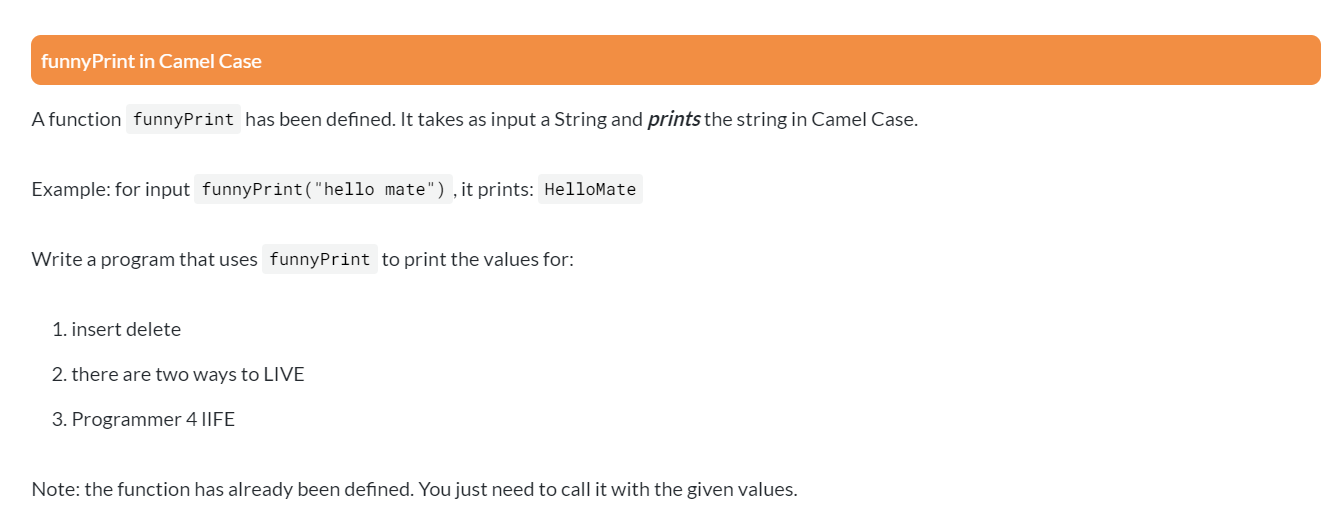 funnyPrint in Camel Case
A function funnyPrint has been defined. It takes as input a String and prints the string in Camel Case.
Example: for input funnyPrint("hello mate"), it prints: HelloMate
Write a program that uses funnyPrint to print the values for:
1. insert delete
2. there are two ways to LIVE
3. Programmer 4 lIFE
Note: the function has already been defined. You just need to call it with the given values.